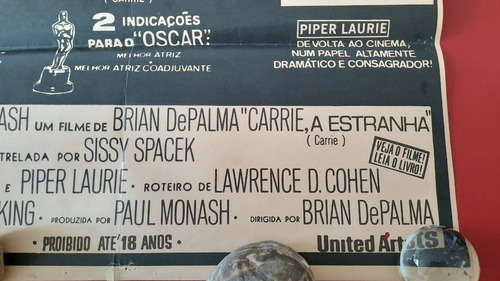 (CARRIE)
2 INDICAÇÕES
PARA O "OSCAR".
MELHOR ATRIZ
MELHOR ATRIZ COADJUVANTE
PIPER LAURIE
DE VOLTA AO CINEMA,
NUM PAPEL ALTAMENTE
DRAMÁTICO E CONSAGRADOR!
UM FILME DE BRIAN DePALMA "CARRIE, A ESTRANHA"
(Carrie)
POR SISSY SPACEK
VEJA O FILME!
LEIA O LIVRO!
E PIPER LAURIE · ROTEIRO DE LAWRENCE D. COHEN
KING · PRODUZIDA POR PAUL MONASH · DIRIGIDA POR BRIAN DePALMA
· PROIBIDO ATÉ 18 ANOS ·
United Artists